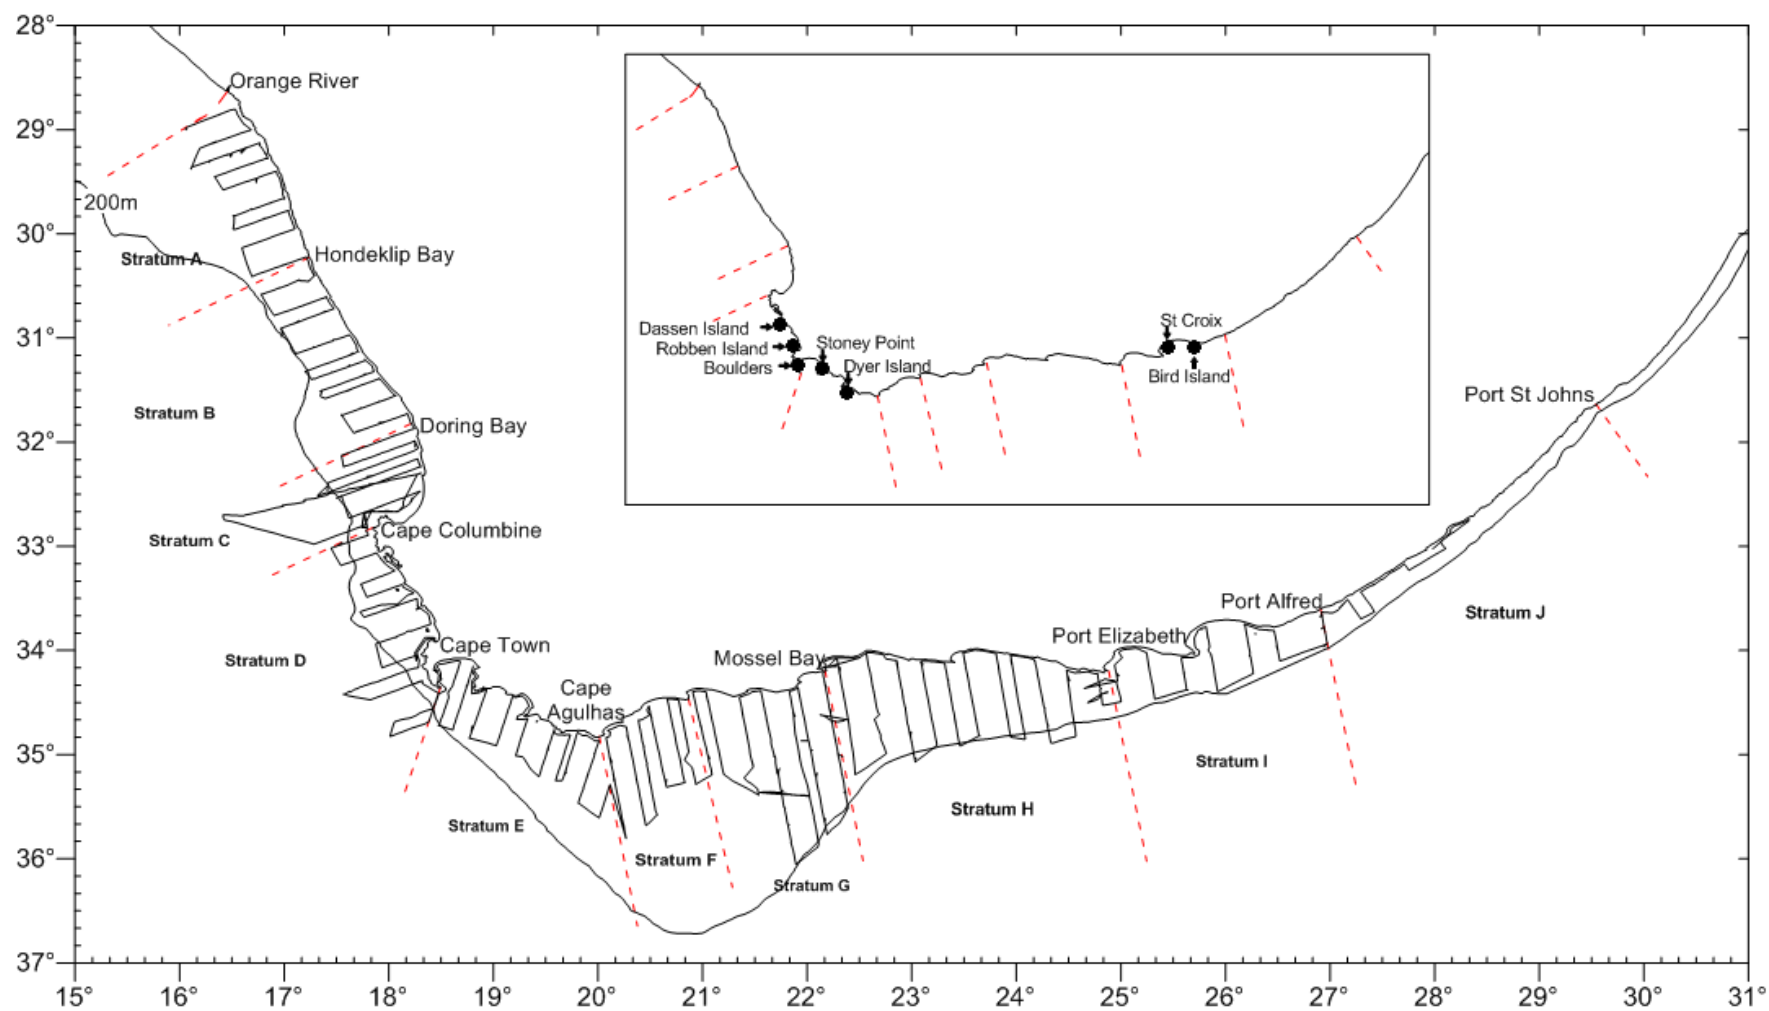 28°
29°
30°
31°
32°
33°
34°
35°
36°
37°
Orange River
200m
Stratum A
Hondeklip Bay
Stratum B
Doring Bay
Stratum C
Cape Columbine
Stratum D
Cape Town
Cape
Agulhas
Stratum E
Stratum F
Stratum G
Mossel Bay
Stratum H
Port Elizabeth
Stratum I
Port Alfred
Stratum J
Port St Johns
Dassen Island
Robben Island
Boulders
Stoney Point
Dyer Island
St Croix
Bird Island
15° 16° 17° 18° 19° 20° 21° 22° 23° 24° 25° 26° 27° 28° 29° 30° 31°